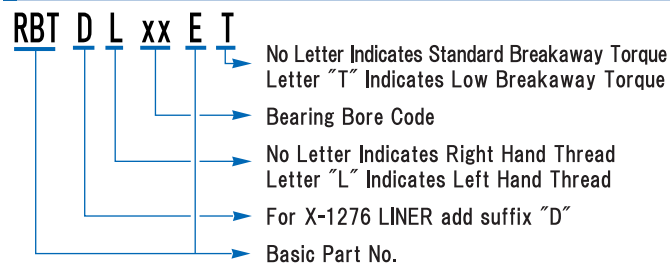 RBT D L xx E T
No Letter Indicates Standard Breakaway Torque
Letter ″T″ Indicates Low Breakaway Torque
Bearing Bore Code
No Letter Indicates Right Hand Thread
Letter ″L″ Indicates Left Hand Thread
For X-1276 LINER add suffix ″D″
Basic Part No.